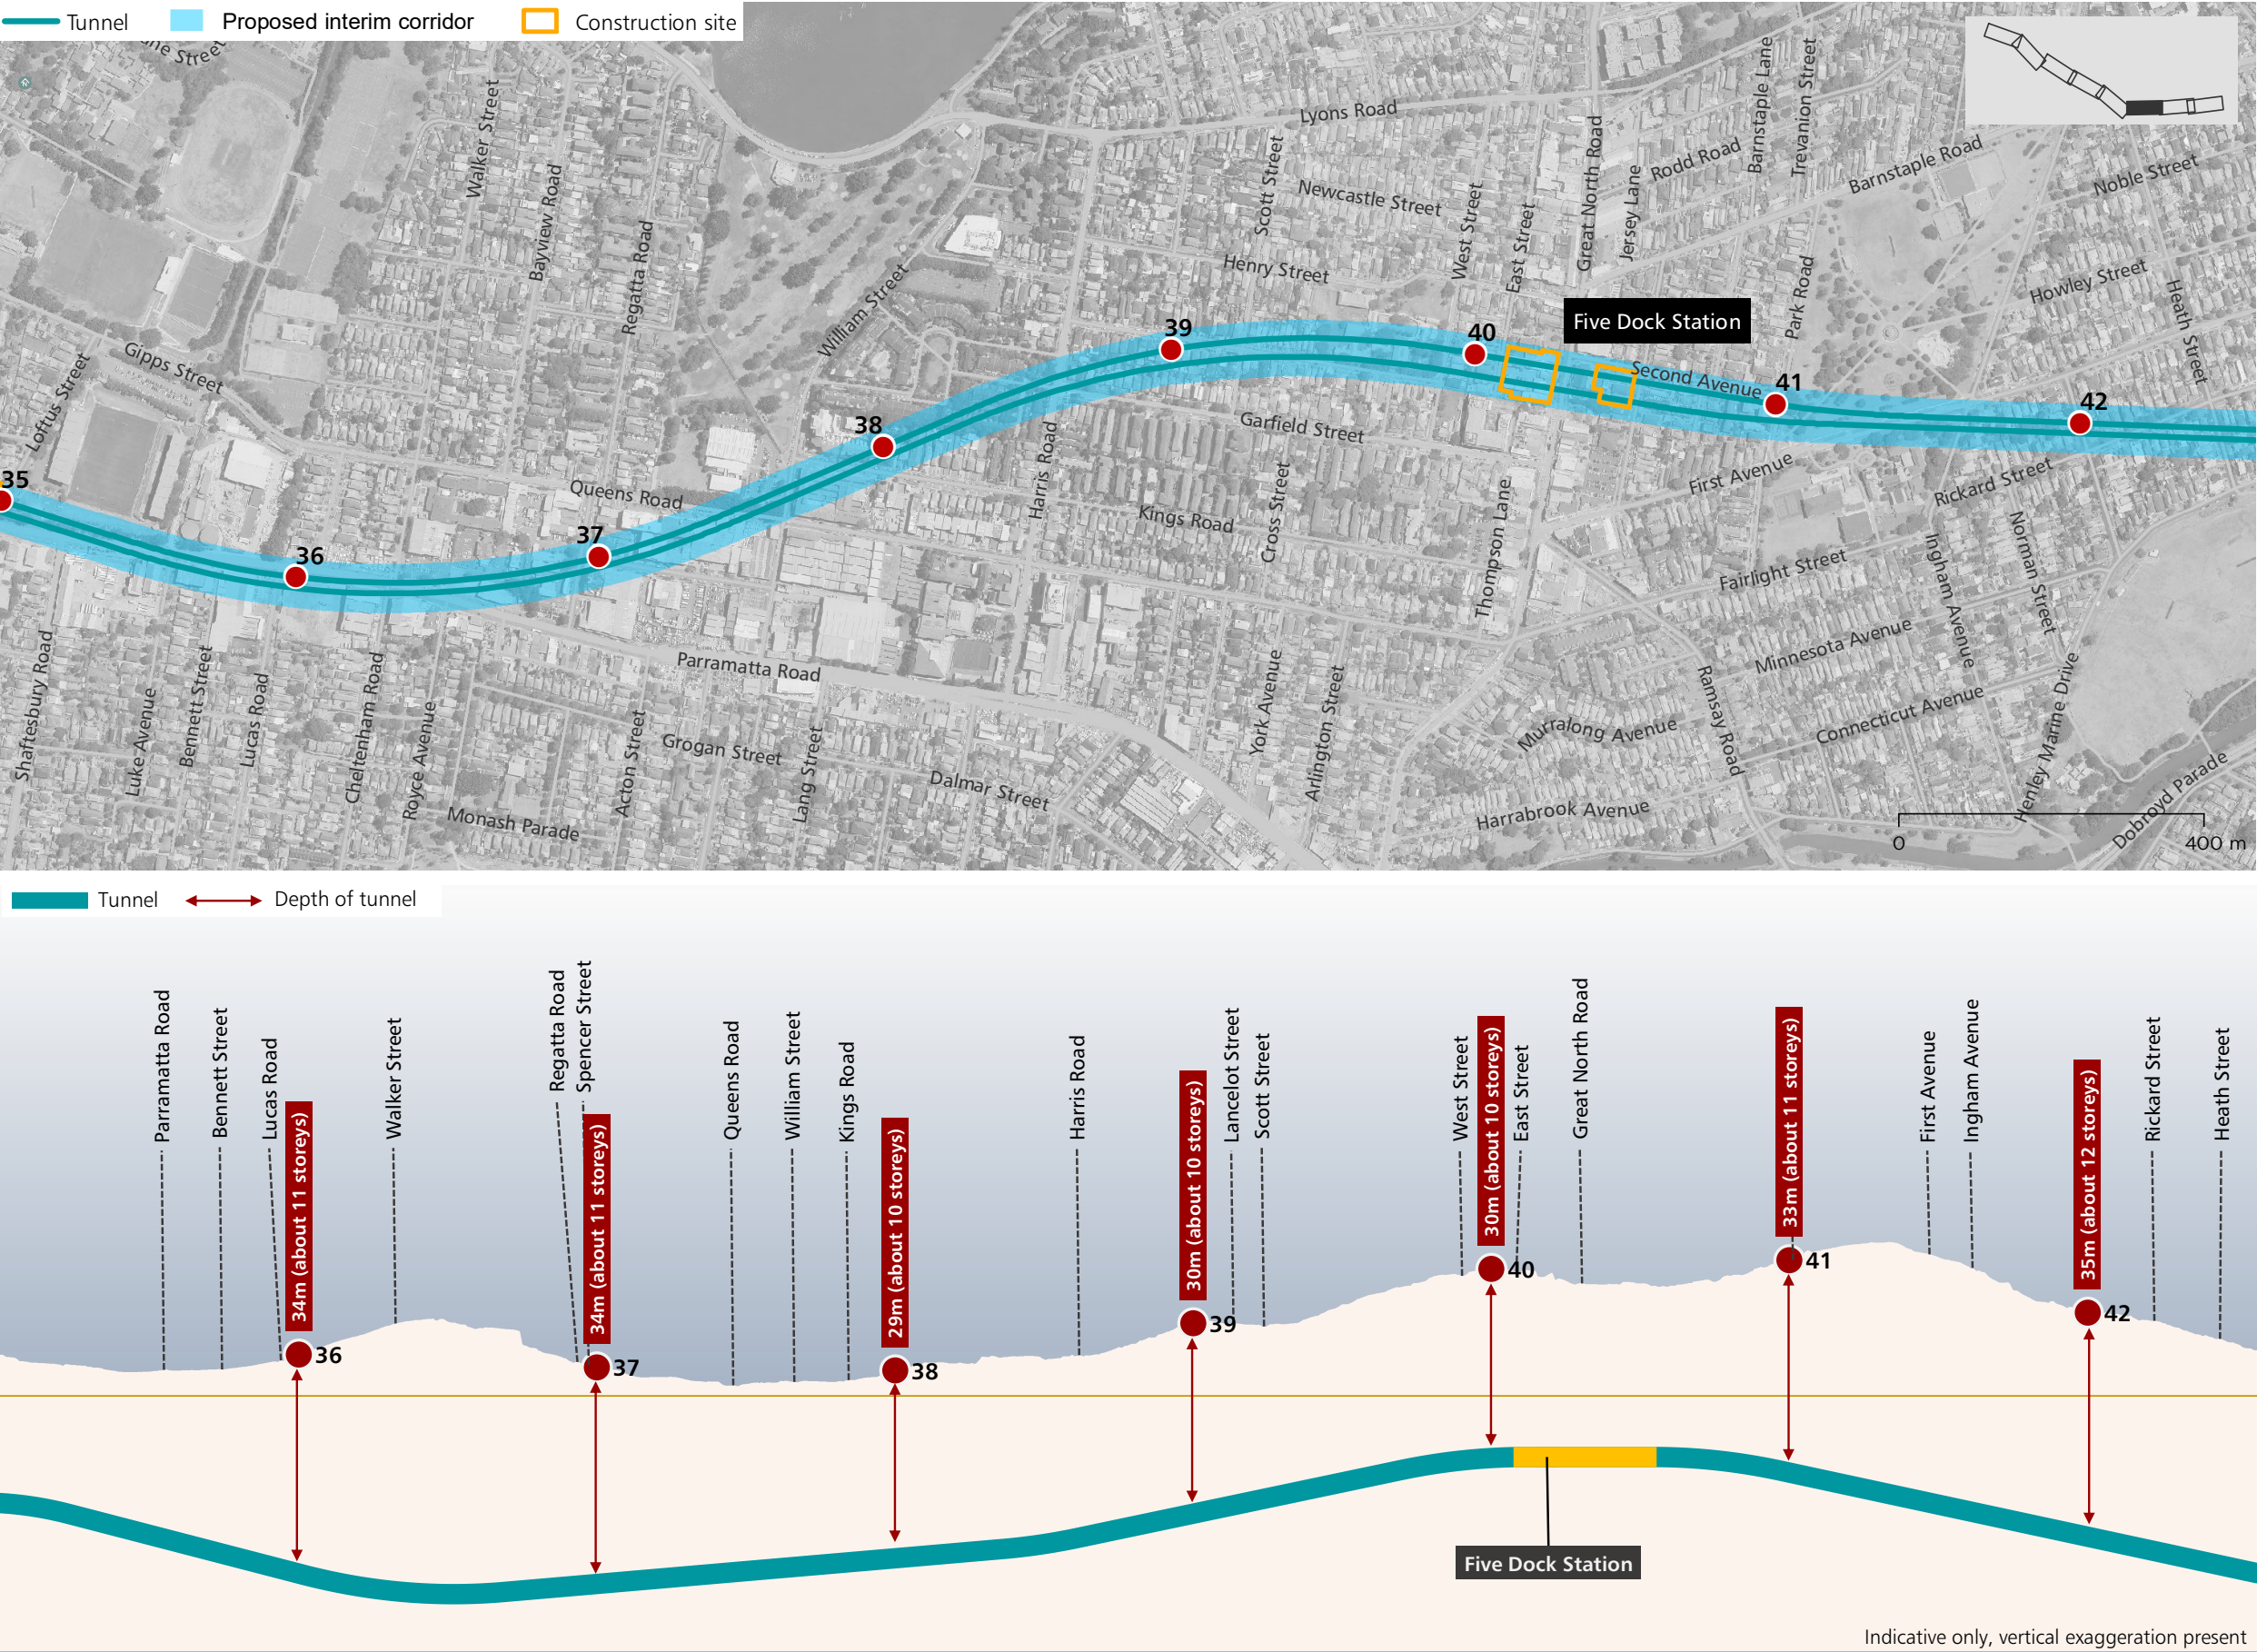 Tunnel
Proposed interim corridor
Construction site
Walker Street
Bayview Road
Regatta Road
William Street
Lyons Road
Scott Street
Newcastle Street
Henry Street
West Street
East Street
Great North Road
Jersey Lane
Rodd Road
Barnstaple Lane
Trevanion Street
Barnstaple Road
Noble Street
Howley Street
Heath Street
Park Road
Five Dock Station
Second Avenue
Loftus Street
Gipps Street
35
36
37
38
39
40
41
42
Queens Road
Harris Road
Garfield Street
Kings Road
Cross Street
Thompson Lane
First Avenue
Rickard Street
Fairlight Street
Ingham Avenue
Norman Street
Minnesota Avenue
Connecticut Avenue
Murralong Avenue
Ramsay Road
Harrabrook Avenue
Henley Marine Drive
Dobroyd Parade
Shaftesbury Road
Luke Avenue
Bennett Street
Lucas Road
Cheltenham Road
Royce Avenue
Monash Parade
Acton Street
Parramatta Road
Grogan Street
Lang Street
Dalmar Street
York Avenue
Arlington Street
0
400 m
Tunnel
Depth of tunnel
Parramatta Road
Bennett Street
Lucas Road
34m (about 11 storeys)
36
Walker Street
Regatta Road
Spencer Street
34m (about 11 storeys)
37
Queens Road
William Street
Kings Road
29m (about 10 storeys)
38
Harris Road
30m (about 10 storeys)
39
Lancelot Street
Scott Street
West Street
30m (about 10 storeys)
40
East Street
Great North Road
33m (about 11 storeys)
41
First Avenue
Ingham Avenue
35m (about 12 storeys)
42
Rickard Street
Heath Street
Five Dock Station
Indicative only, vertical exaggeration present